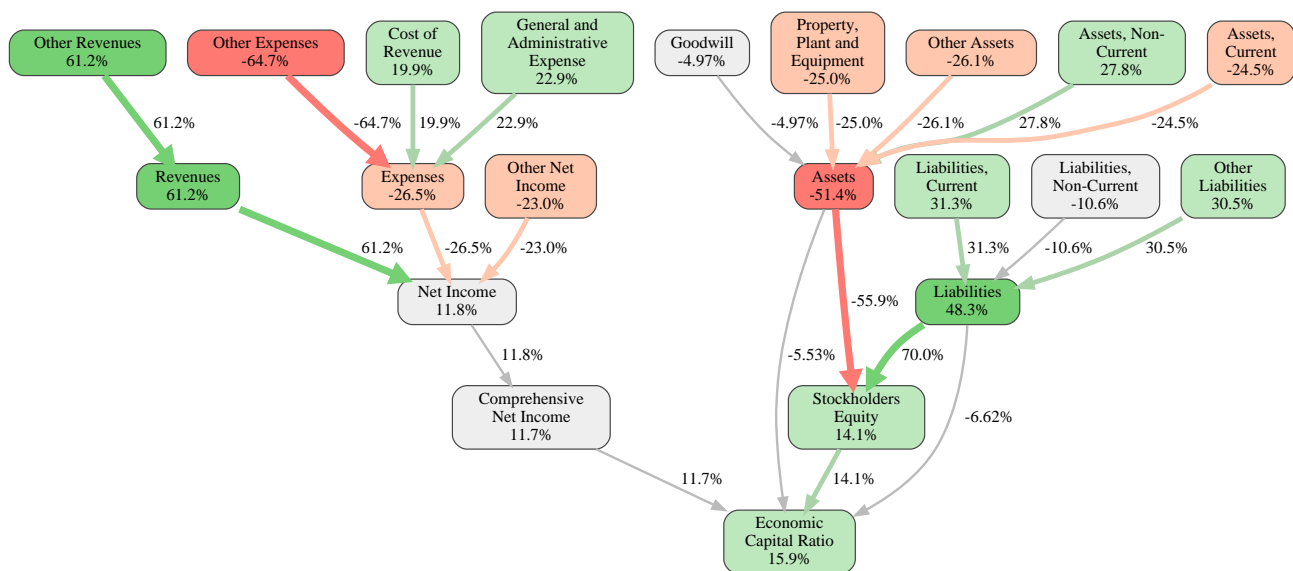 Other Revenues
61.2%
Other Expenses
-64.7%
Cost of
Revenue
19.9%
General and
Administrative
Expense
22.9%
Goodwill
-4.97%
Property,
Plant and
Equipment
-25.0%
Other Assets
-26.1%
Assets, Non-
Current
27.8%
Assets,
Current
-24.5%
61.2%
-64.7%
19.9%
22.9%
-4.97%
-25.0%
-26.1%
27.8%
-24.5%
Revenues
61.2%
Expenses
-26.5%
Other Net
Income
-23.0%
Assets
-51.4%
Liabilities,
Current
31.3%
Liabilities,
Non-Current
-10.6%
Other
Liabilities
30.5%
61.2%
-26.5%
-23.0%
31.3%
-10.6%
30.5%
Net Income
11.8%
-55.9%
Liabilities
48.3%
11.8%
-5.53%
70.0%
Comprehensive
Net Income
11.7%
Stockholders
Equity
14.1%
-6.62%
11.7%
14.1%
Economic
Capital Ratio
15.9%